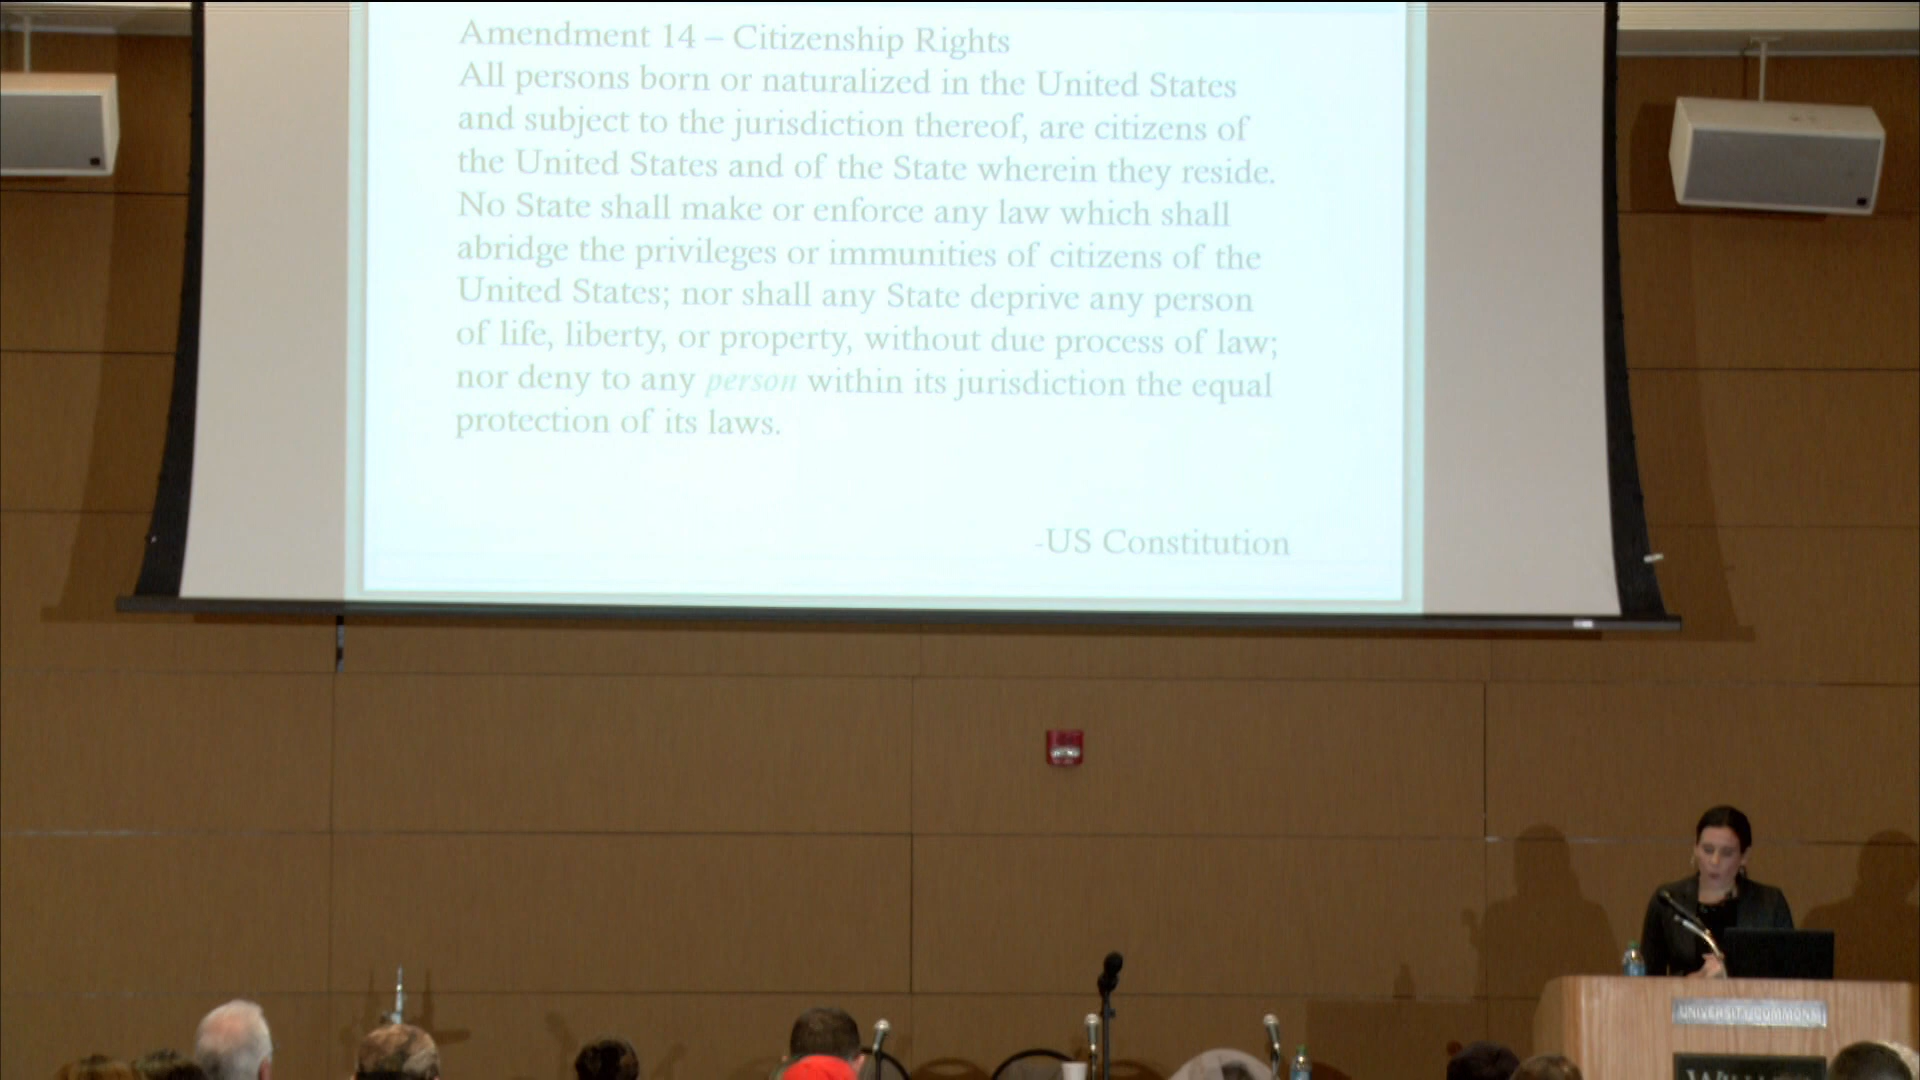 Amendment 14 – Citizenship Rights
All persons born or naturalized in the United States
and subject to the jurisdiction thereof, are citizens of
the United States and of the State wherein they reside.
No State shall make or enforce any law which shall
abridge the privileges or immunities of citizens of the
United States; nor shall any State deprive any person
of life, liberty, or property, without due process of law;
nor deny to any person within its jurisdiction the equal
protection of its laws.
-US Constitution
UNIVERSITY COMMONS